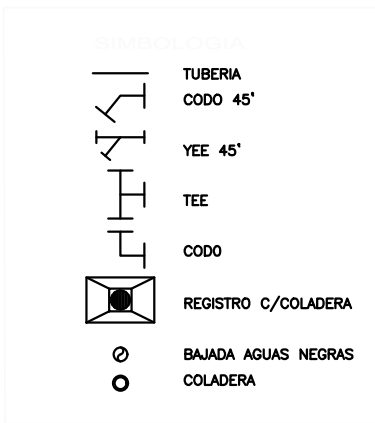 SIMBOLOGIA
TUBERIA
CODO 45'
YEE 45'
TEE
CODO
REGISTRO C/COLADERA
BAJADA AGUAS NEGRAS
COLADERA